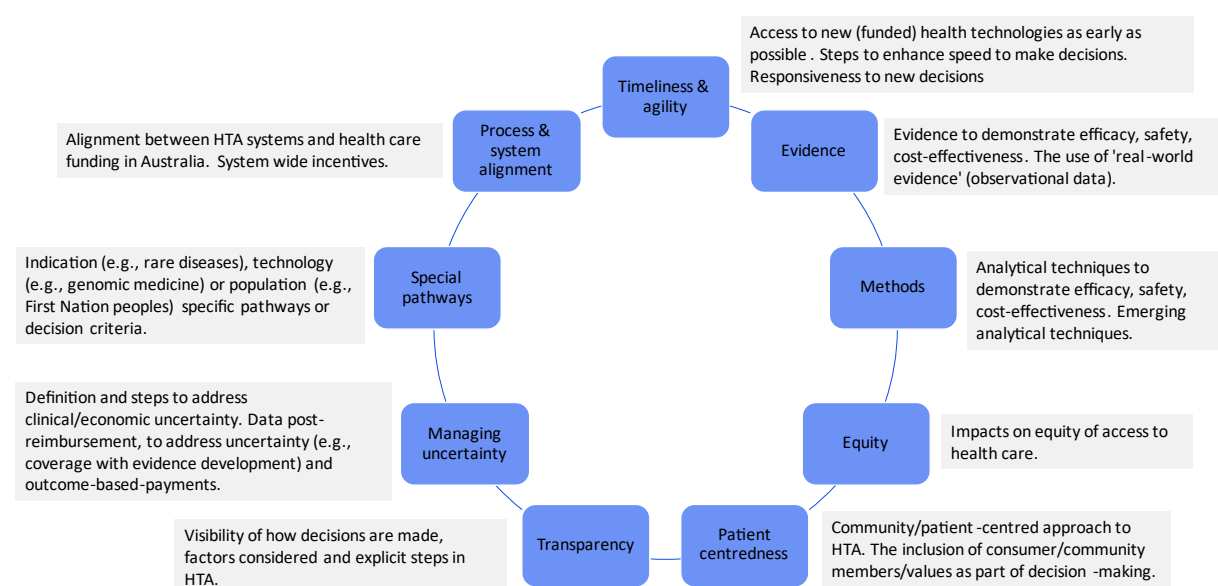 Timeliness &
agility
Access to new (funded) health technologies as early as
possible . Steps to enhance speed to make decisions.
Responsiveness to new decisions
Evidence
Evidence to demonstrate efficacy, safety,
cost-effectiveness. The use of 'real-world
evidence' (observational data).
Methods
Analytical techniques to
demonstrate efficacy, safety,
cost-effectiveness. Emerging
analytical techniques.
Equity
Impacts on equity of access to
health care.
Patient
centredness
Community/patient -centred approach to
HTA. The inclusion of consumer/community
members/values as part of decision -making.
Transparency
Visibility of how decisions are made,
factors considered and explicit steps in
HTA.
Managing
uncertainty
Definition and steps to address
clinical/economic uncertainty. Data post-
reimbursement, to address uncertainty (e.g.,
coverage with evidence development) and
outcome-based-payments.
Special
pathways
Indication (e.g., rare diseases), technology
(e.g., genomic medicine) or population (e.g.,
First Nation peoples) specific pathways or
decision criteria.
Process &
system
alignment
Alignment between HTA systems and health care
funding in Australia. System wide incentives.